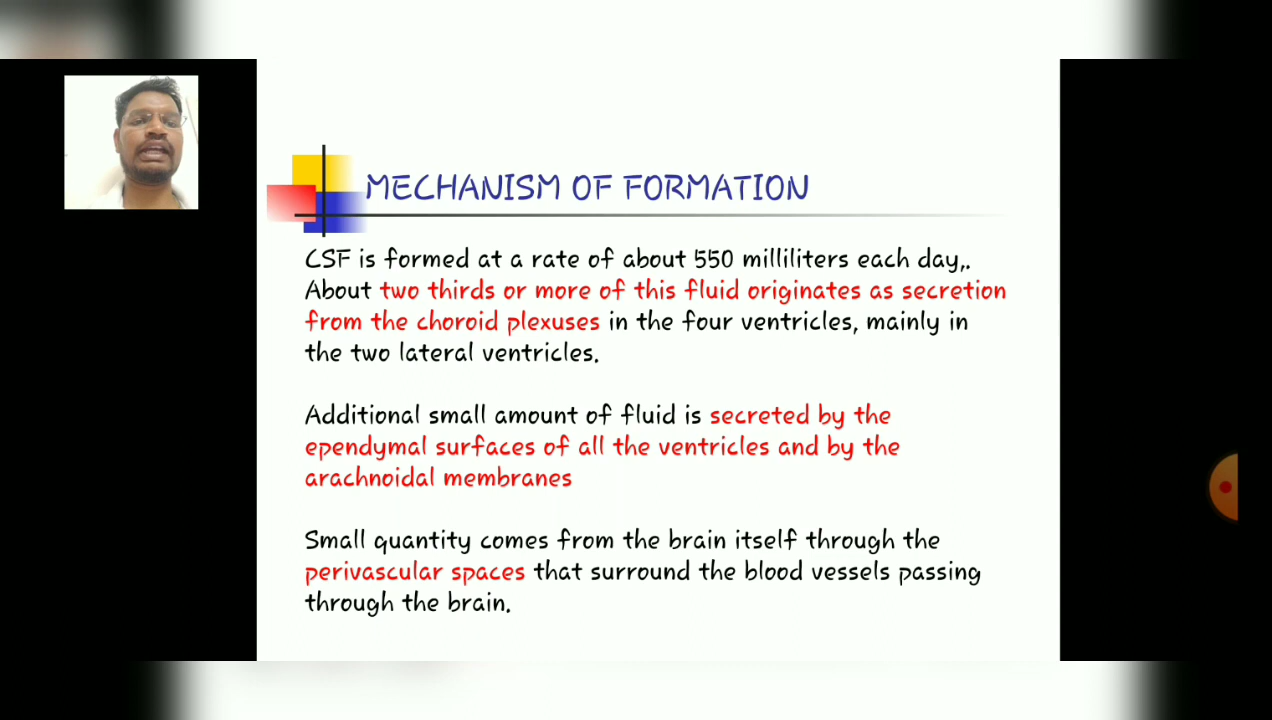 MECHANISM OF FORMATION
CSF is formed at a rate of about 550 milliliters each day,.
About two thirds or more of this fluid originates as secretion
from the choroid plexuses in the four ventricles, mainly in
the two lateral ventricles.
Additional small amount of fluid is secreted by the
ependymal surfaces of all the ventricles and by the
arachnoidal membranes
Small quantity comes from the brain itself through the
perivascular spaces that surround the blood vessels passing
through the brain.